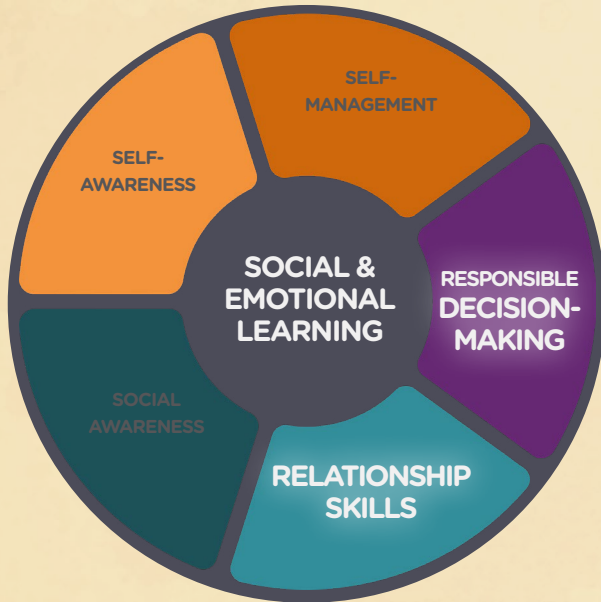 SELF-
MANAGEMENT
SELF-
AWARENESS
SOCIAL &
EMOTIONAL
LEARNING
RESPONSIBLE
DECISION-
MAKING
SOCIAL
AWARENESS
RELATIONSHIP
SKILLS